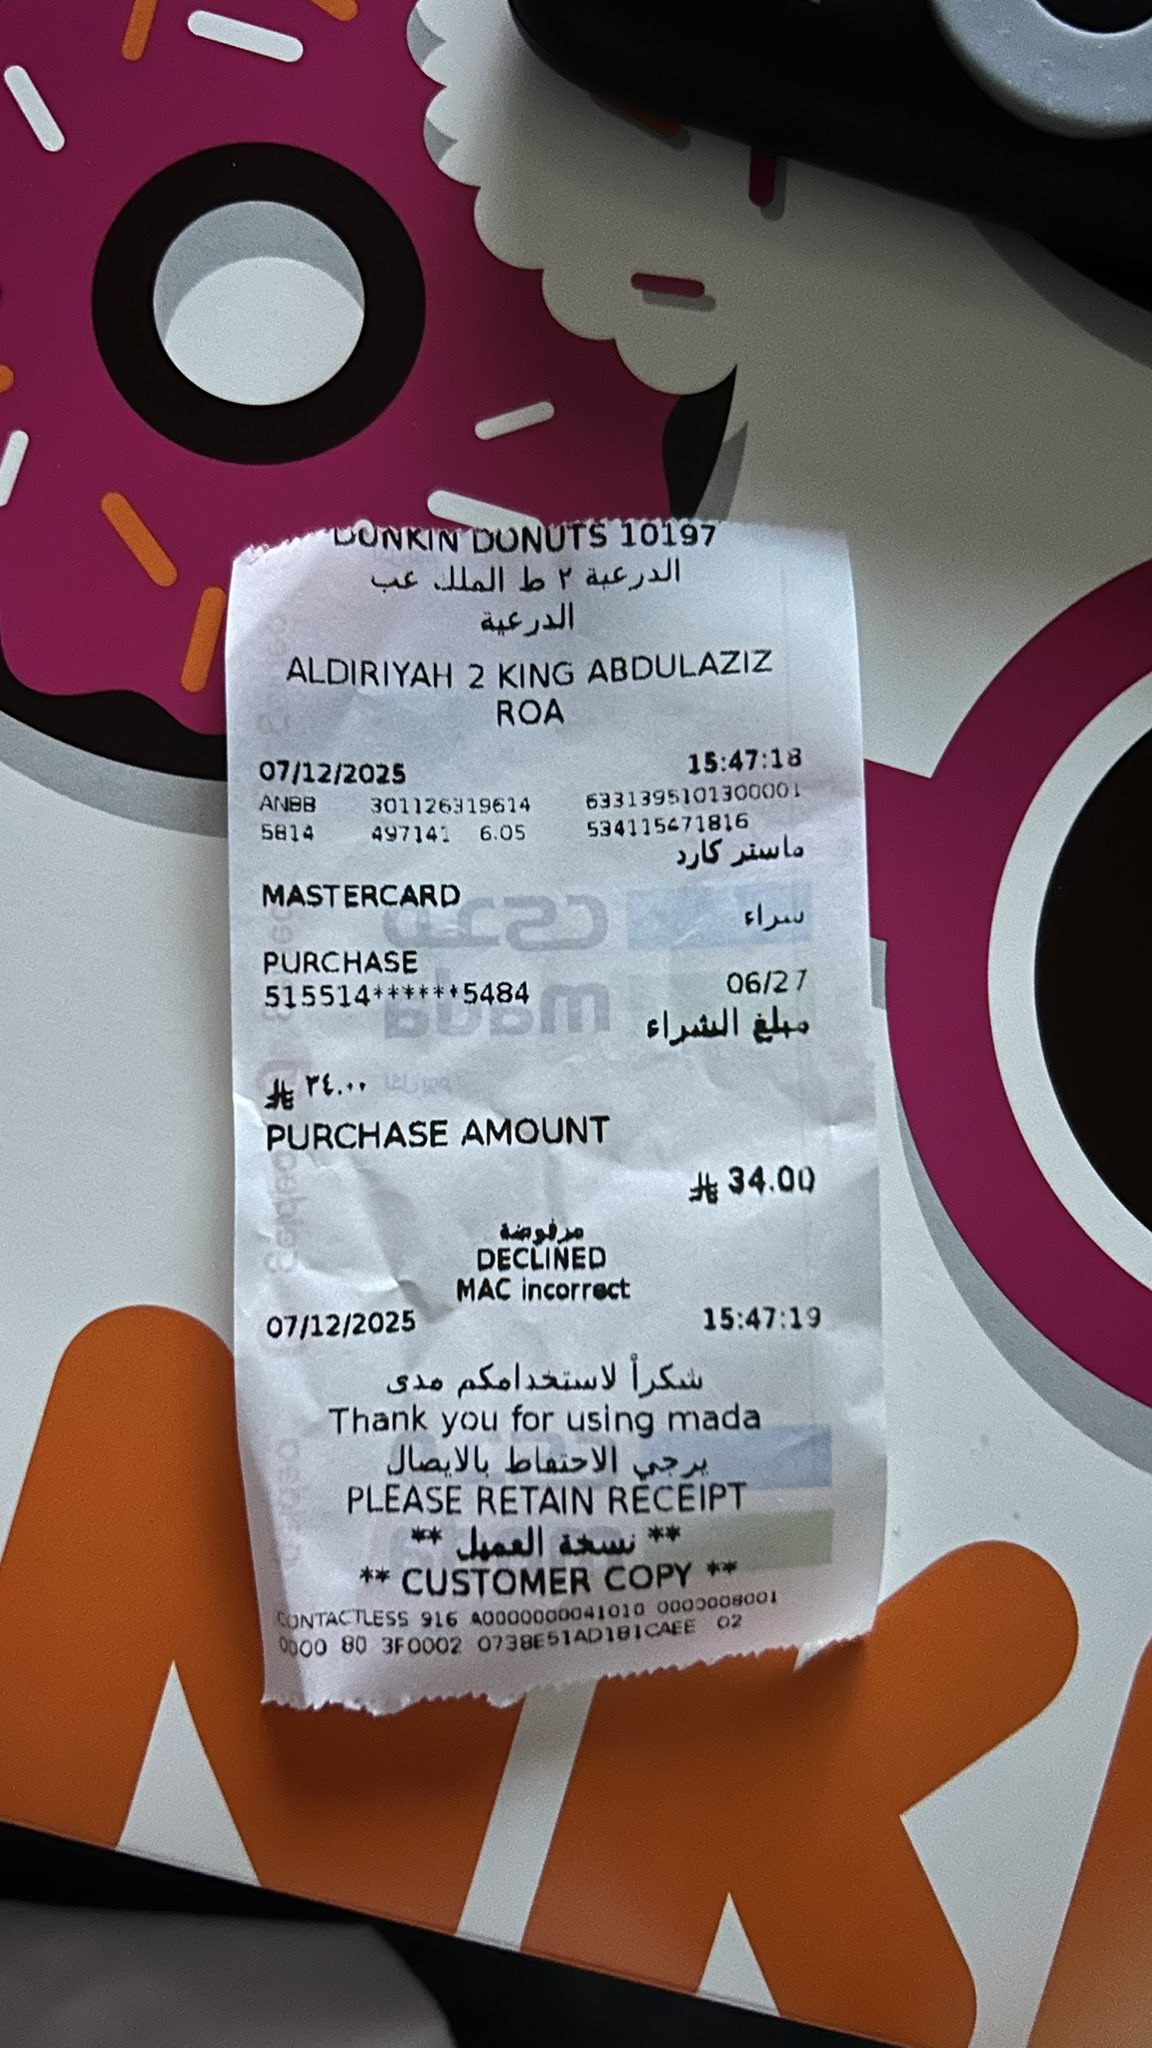 DUNKIN DONUTS 10197
الدرعية ٢ ط الملك عب
الدرعية
ALDIRIYAH 2 KING ABDULAZIZ
ROA
07/12/2025 15:47:18
ANBB 301126319614 6331395101300001
5814 497141 6.05 534115471816
ماستر كارد
MASTERCARD
شراء
PURCHASE
515514******5484 06/27
مبلغ الشراء
٣٤.٠٠
PURCHASE AMOUNT
34.00
مرفوضة
DECLINED
MAC incorrect
07/12/2025 15:47:19
شكراً لاستخدامكم مدى
Thank you for using mada
يرجي الاحتفاظ بالايصال
PLEASE RETAIN RECEIPT
** نسخة العميل **
** CUSTOMER COPY **
CONTACTLESS 916 A0000000041010 0000008001
0000 80 3F0002 0738E51AD181CAEE 02